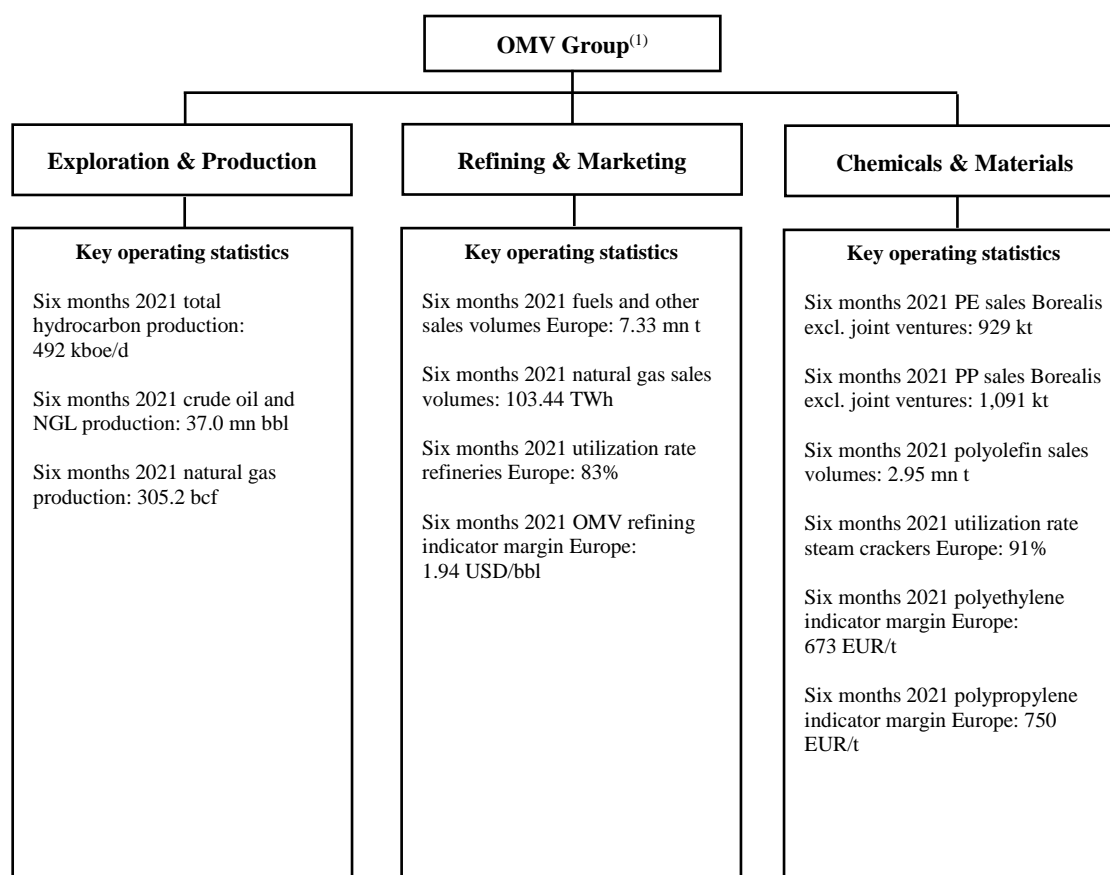 OMV Group(1)
Exploration & Production
Refining & Marketing
Chemicals & Materials
Key operating statistics
Six months 2021 total
hydrocarbon production:
492 kboe/d
Six months 2021 crude oil and
NGL production: 37.0 mn bbl
Six months 2021 natural gas
production: 305.2 bcf
Key operating statistics
Six months 2021 fuels and other
sales volumes Europe: 7.33 mn t
Six months 2021 natural gas sales
volumes: 103.44 TWh
Six months 2021 utilization rate
refineries Europe: 83%
Six months 2021 OMV refining
indicator margin Europe:
1.94 USD/bbl
Key operating statistics
Six months 2021 PE sales Borealis
excl. joint ventures: 929 kt
Six months 2021 PP sales Borealis
excl. joint ventures: 1,091 kt
Six months 2021 polyolefin sales
volumes: 2.95 mn t
Six months 2021 utilization rate
steam crackers Europe: 91%
Six months 2021 polyethylene
indicator margin Europe:
673 EUR/t
Six months 2021 polypropylene
indicator margin Europe: 750
EUR/t